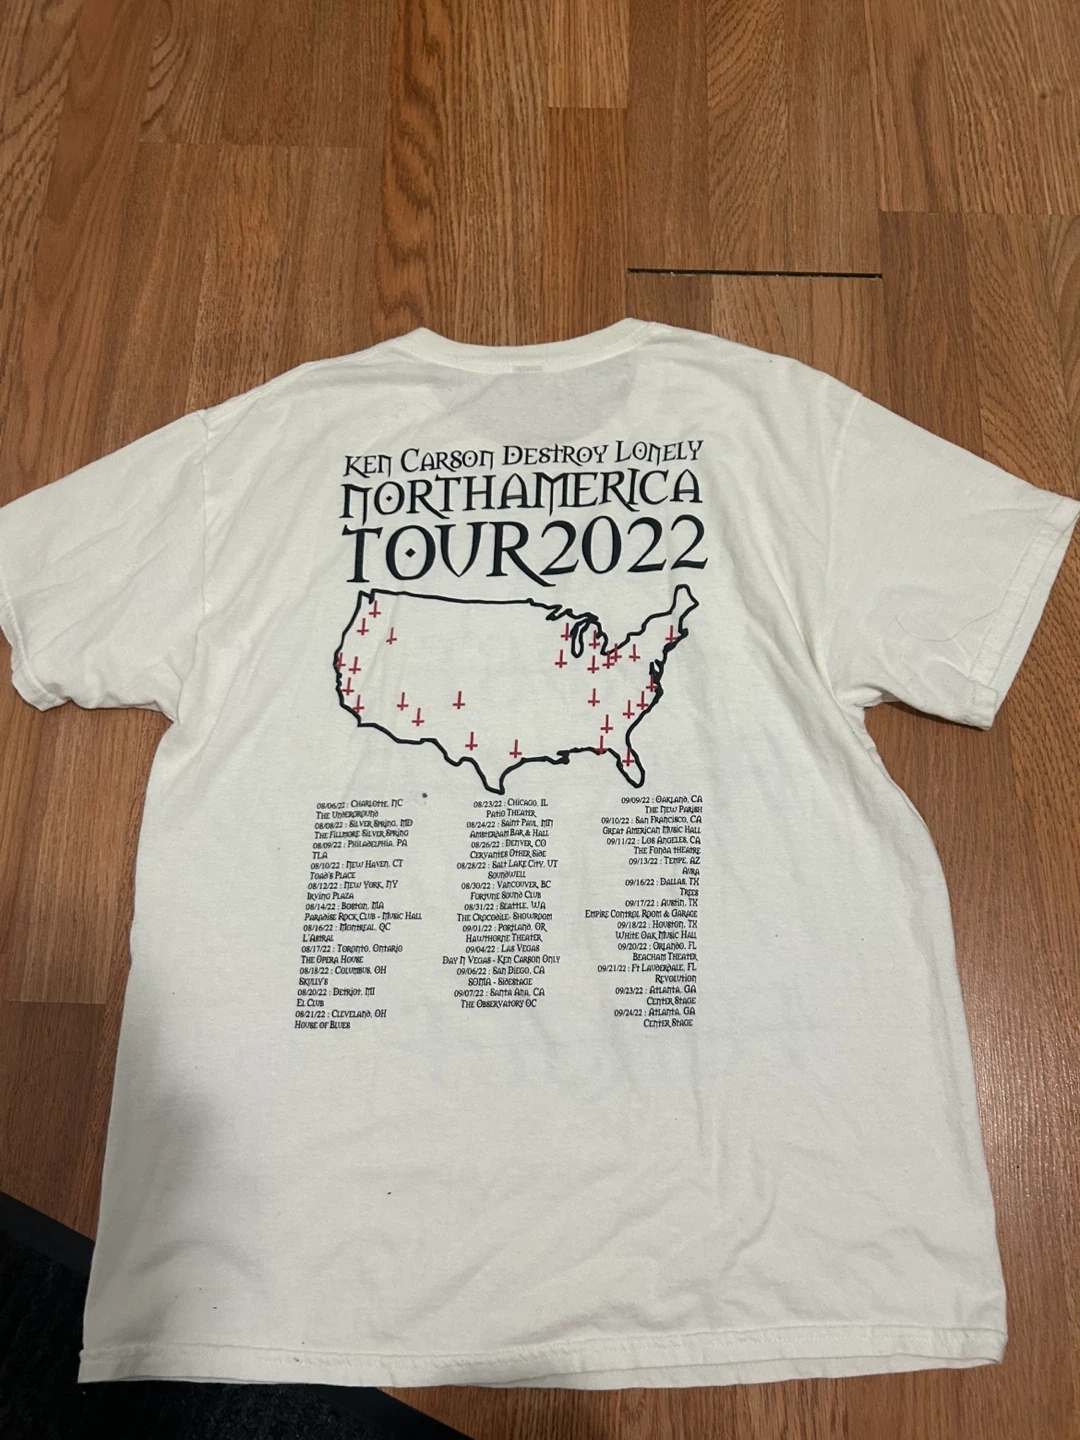 Ken Carson Destroy Lonely
NORTHAMERICA
TOUR2022
08/06/22 : Charlotte, NC
The Underground
08/08/22 : Silver Spring, MD
The Fillmore Silver Spring
08/09/22 : Philadelphia, PA
TLA
08/10/22 : New Haven, CT
Toad's Place
08/12/22 : New York, NY
Irving Plaza
08/14/22 : Boston, MA
Paradise Rock Club - Music Hall
08/16/22 : Montreal, QC
L'Astral
08/17/22 : Toronto, Ontario
The Opera House
08/18/22 : Columbus, OH
Skully's
08/20/22 : Detriot, MI
El Club
08/21/22 : Cleveland, OH
House of Blues
08/23/22 : Chicago, IL
Patio Theater
08/24/22 : Saint Paul, MN
Amsterdam Bar & Hall
08/26/22 : Denver, CO
Cervantes Other Side
08/28/22 : Salt Lake City, UT
Soundwell
08/30/22 : Vancouver, BC
Fortune Sound Club
08/31/22 : Seattle, WA
The Crocodile- Showroom
09/01/22 : Portland, OR
Hawthorne Theater
09/04/22 : Las Vegas
Day N Vegas - Ken Carson Only
09/06/22 : San Diego, CA
SOMA - Sidestage
09/07/22 : Santa Ana, CA
The Observatory OC
09/09/22 : Oakland, CA
The New Parish
09/10/22 : San Francisco, CA
Great American Music Hall
09/11/22 : Los Angeles, CA
The Fonda Theatre
09/13/22 : Tempe, AZ
Aura
09/16/22 : Dallas, TX
Trees
09/17/22 : Austin, TX
Empire Control Room & Garage
09/18/22 : Houston, TX
White Oak Music Hall
09/20/22 : Orlando, FL
Beacham Theater
09/21/22 : Ft Lauderdale, FL
Revolution
09/23/22 : Atlanta, GA
Center Stage
09/24/22 : Atlanta, GA
Center Stage